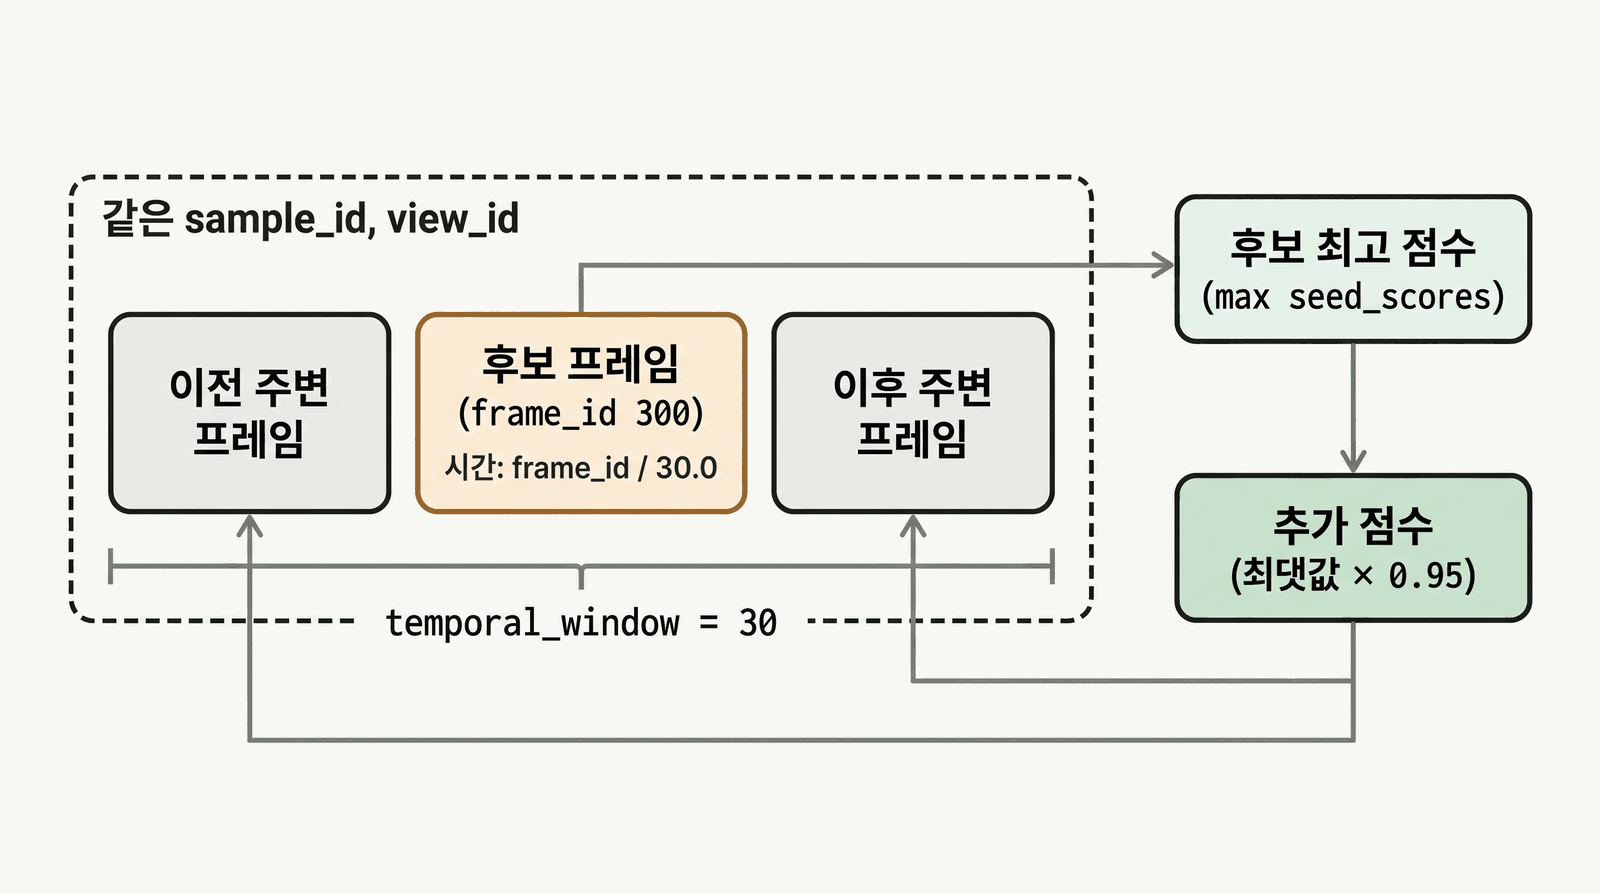 같은 sample_id, view_id
이전 주변
프레임
후보 프레임
(frame_id 300)
시간: frame_id / 30.0
이후 주변
프레임
temporal_window = 30
후보 최고 점수
(max seed_scores)
추가 점수
(최댓값 × 0.95)